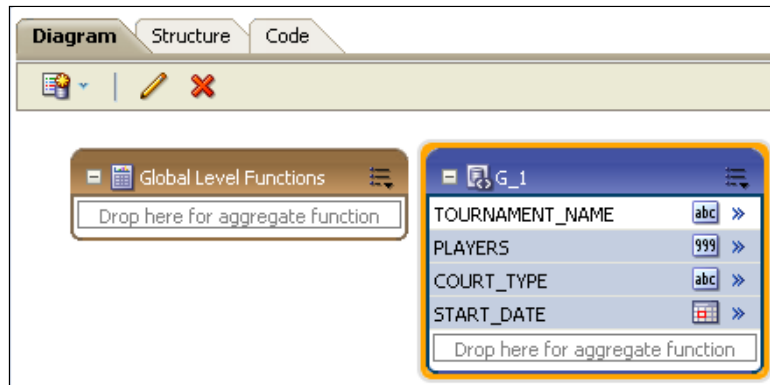 Diagram Structure Code
Global Level Functions
Drop here for aggregate function
G_1
TOURNAMENT_NAME abc
PLAYERS 999
COURT_TYPE abc
START_DATE
Drop here for aggregate function